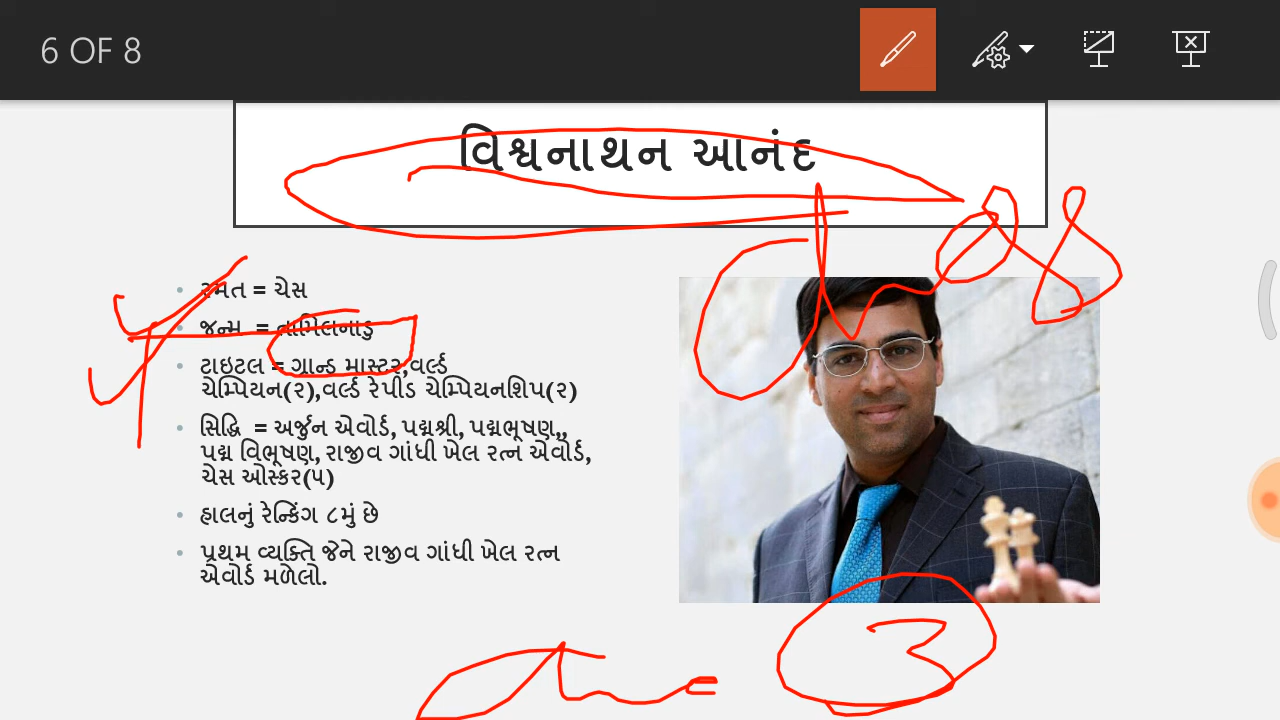 6 OF 8
વિશ્વનાથન આનંદ
રમત = ચેસ
જન્મ = તામિલનાડુ
ટાઇટલ = ગ્રાન્ડ માસ્ટર,વર્લ્ડ
ચેમ્પિયન(૨),વર્લ્ડ રેપીડ ચેમ્પિયનશિપ(૨)
સિદ્ધિ = અર્જુન એવોર્ડ, પદ્મશ્રી, પદ્મભૂષણ,,
પદ્મ વિભૂષણ, રાજીવ ગાંધી ખેલ રત્ન એવોર્ડ,
ચેસ ઓસ્કર(૫)
હાલનું રેન્કિંગ ૮મું છે
પ્રથમ વ્યક્તિ જેને રાજીવ ગાંધી ખેલ રત્ન
એવોર્ડ મળેલો.